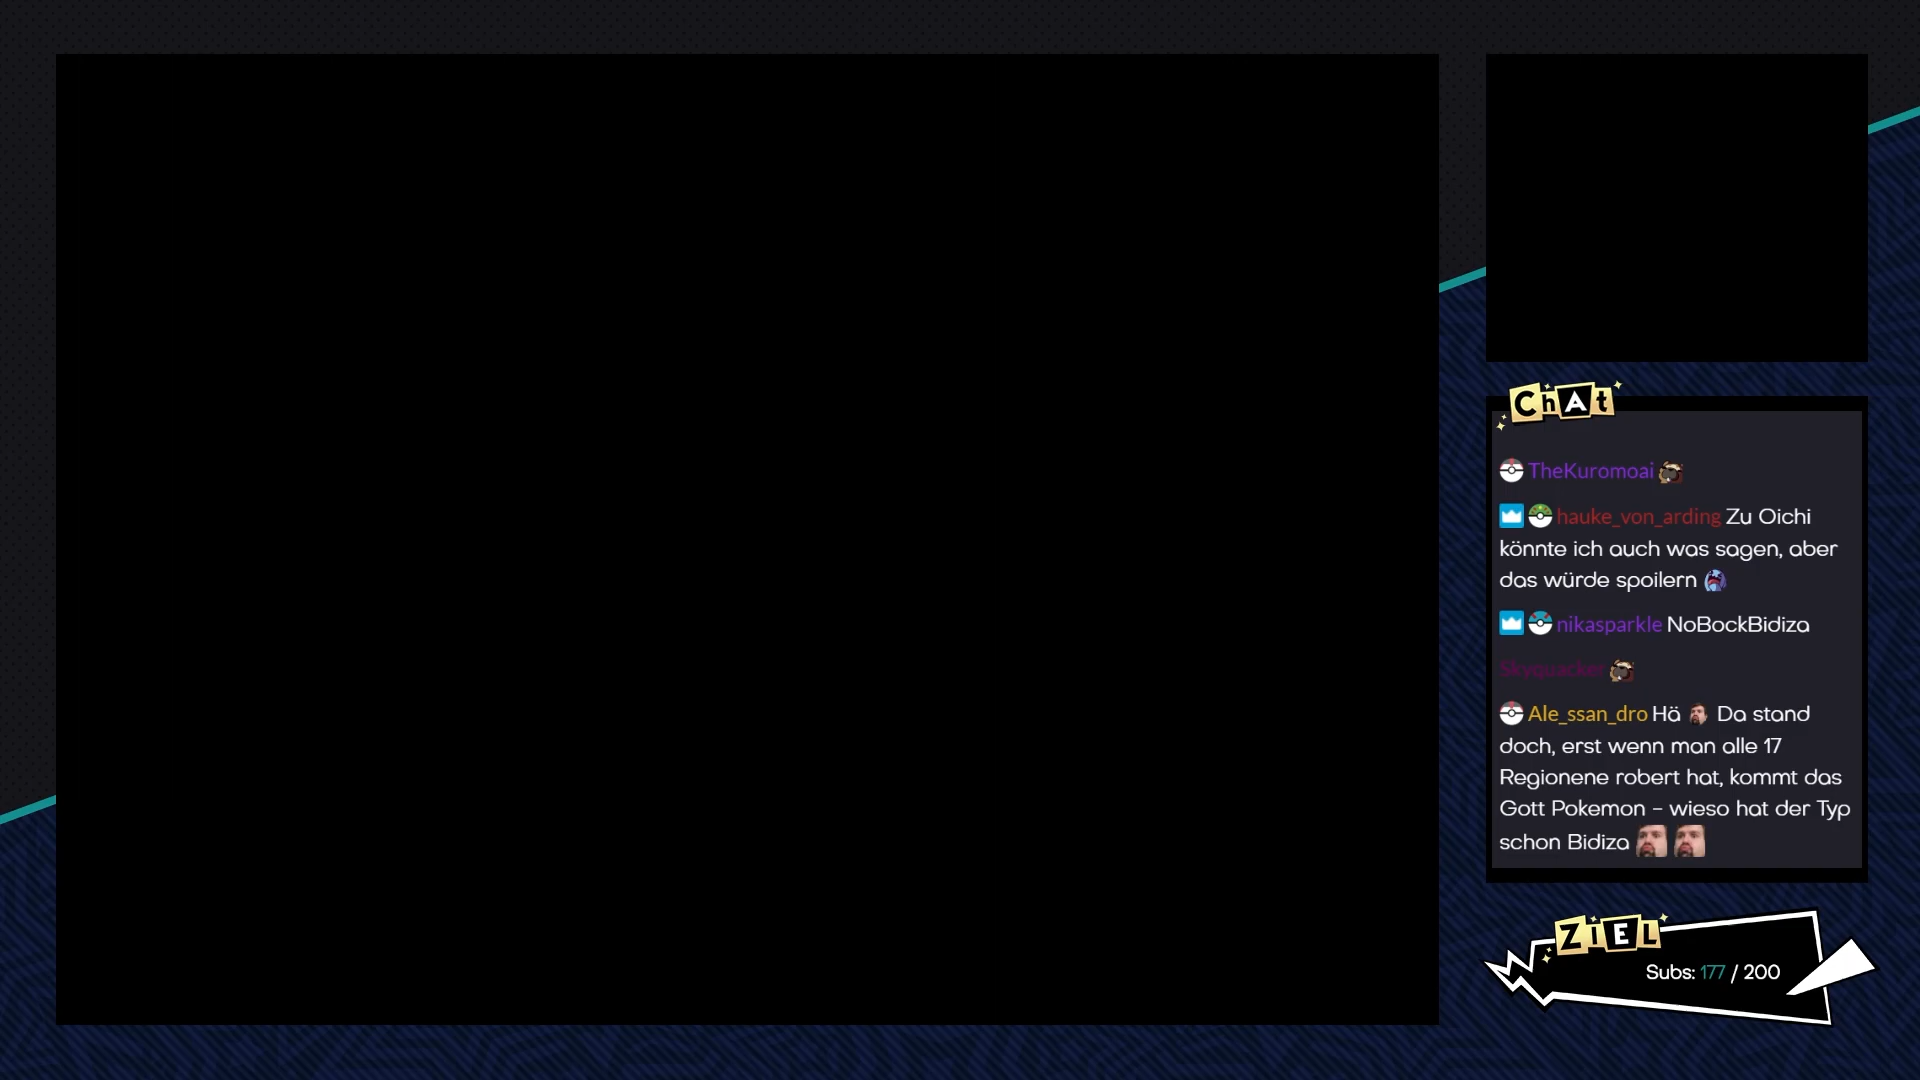 ChAt
TheKuromoai
hauke_von_arding Zu Oichi
könnte ich auch was sagen, aber
das würde spoilern
nikasparkle NoBockBidiza
Skyquacker
Ale_ssan_dro Hä Da stand
doch, erst wenn man alle 17
Regionene robert hat, kommt das
Gott Pokemon - wieso hat der Typ
schon Bidiza
ZiEL
Subs: 177 / 200